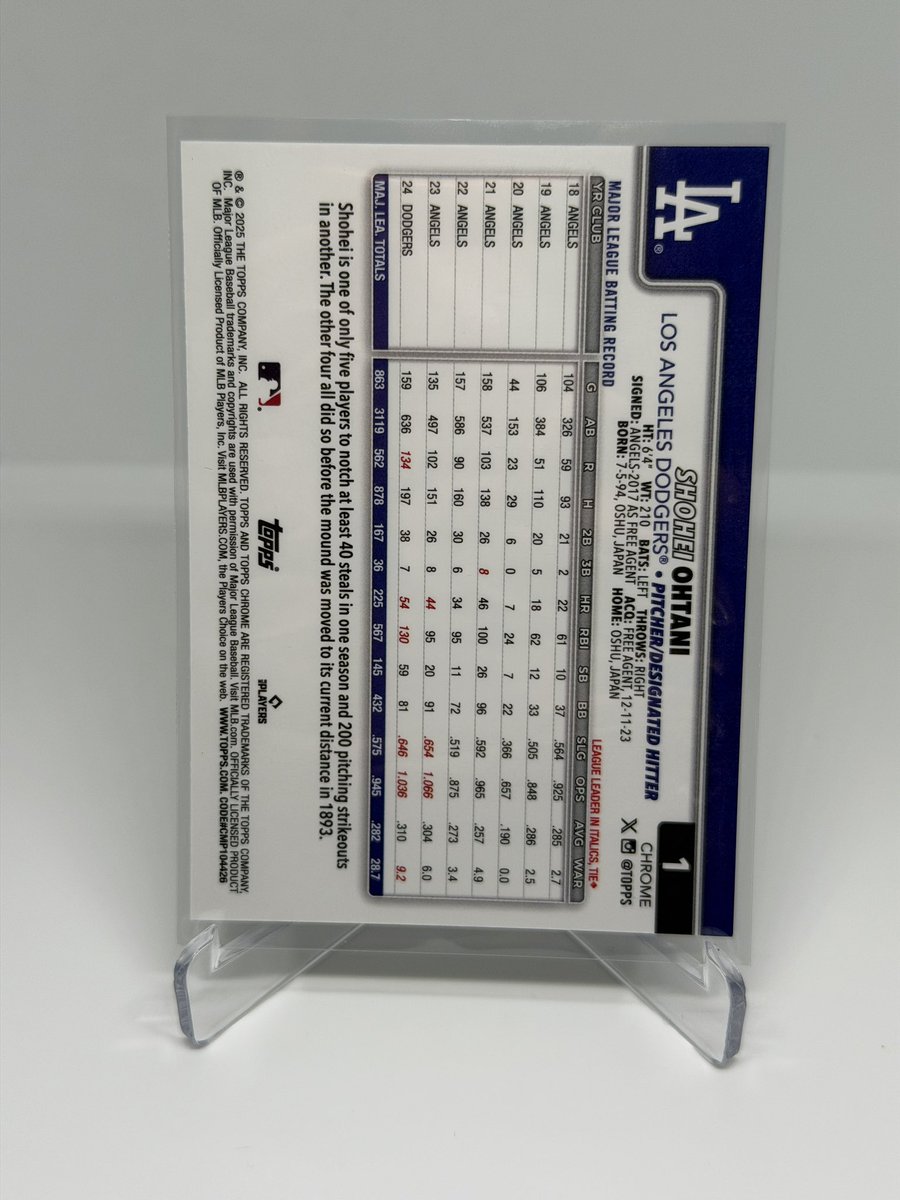 LA®
1
CHROME
SHOHEI OHTANI
LOS ANGELES DODGERS® • PITCHER/DESIGNATED HITTER
HT: 6'4" WT: 210 BATS: LEFT THROWS: RIGHT
SIGNED: ANGELS-2017 AS FREE AGENT ACQ: FREE AGENT, 12-11-23
BORN: 7-5-94, OSHU, JAPAN HOME: OSHU, JAPAN
X @TOPPS
MAJOR LEAGUE BATTING RECORD LEAGUE LEADER IN ITALICS, TIE♦
YR CLUB G AB R H 2B 3B HR RBI SB BB SLG OPS AVG WAR
18 ANGELS 104 326 59 93 21 2 22 61 10 37 .564 .925 .285 2.7
19 ANGELS 106 384 51 110 20 5 18 62 12 33 .505 .848 .286 2.5
20 ANGELS 44 153 23 29 6 0 7 24 7 22 .366 .657 .190 0.0
21 ANGELS 158 537 103 138 26 8 46 100 26 96 .592 .965 .257 4.9
22 ANGELS 157 586 90 160 30 6 34 95 11 72 .519 .875 .273 3.4
23 ANGELS 135 497 102 151 26 8 44 95 20 91 .654 1.066 .304 6.0
24 DODGERS 159 636 134 197 38 7 54 130 59 81 .646 1.036 .310 9.2
MAJ. LEA. TOTALS 863 3119 562 878 167 36 225 567 145 432 .575 .945 .282 28.7
Shohei is one of only five players to notch at least 40 steals in one season and 200 pitching strikeouts
in another. The other four all did so before the mound was moved to its current distance in 1893.
topps
PLAYERS
® & © 2025 THE TOPPS COMPANY, INC. ALL RIGHTS RESERVED. TOPPS AND TOPPS CHROME ARE REGISTERED TRADEMARKS OF THE TOPPS COMPANY,
INC. Major League Baseball trademarks and copyrights are used with permission of Major League Baseball. Visit MLB.com. OFFICIALLY LICENSED PRODUCT
OF MLB. Officially Licensed Product of MLB Players, Inc. Visit MLBPLAYERS.COM, the Players Choice on the web. WWW.TOPPS.COM. CODE#CMP104426